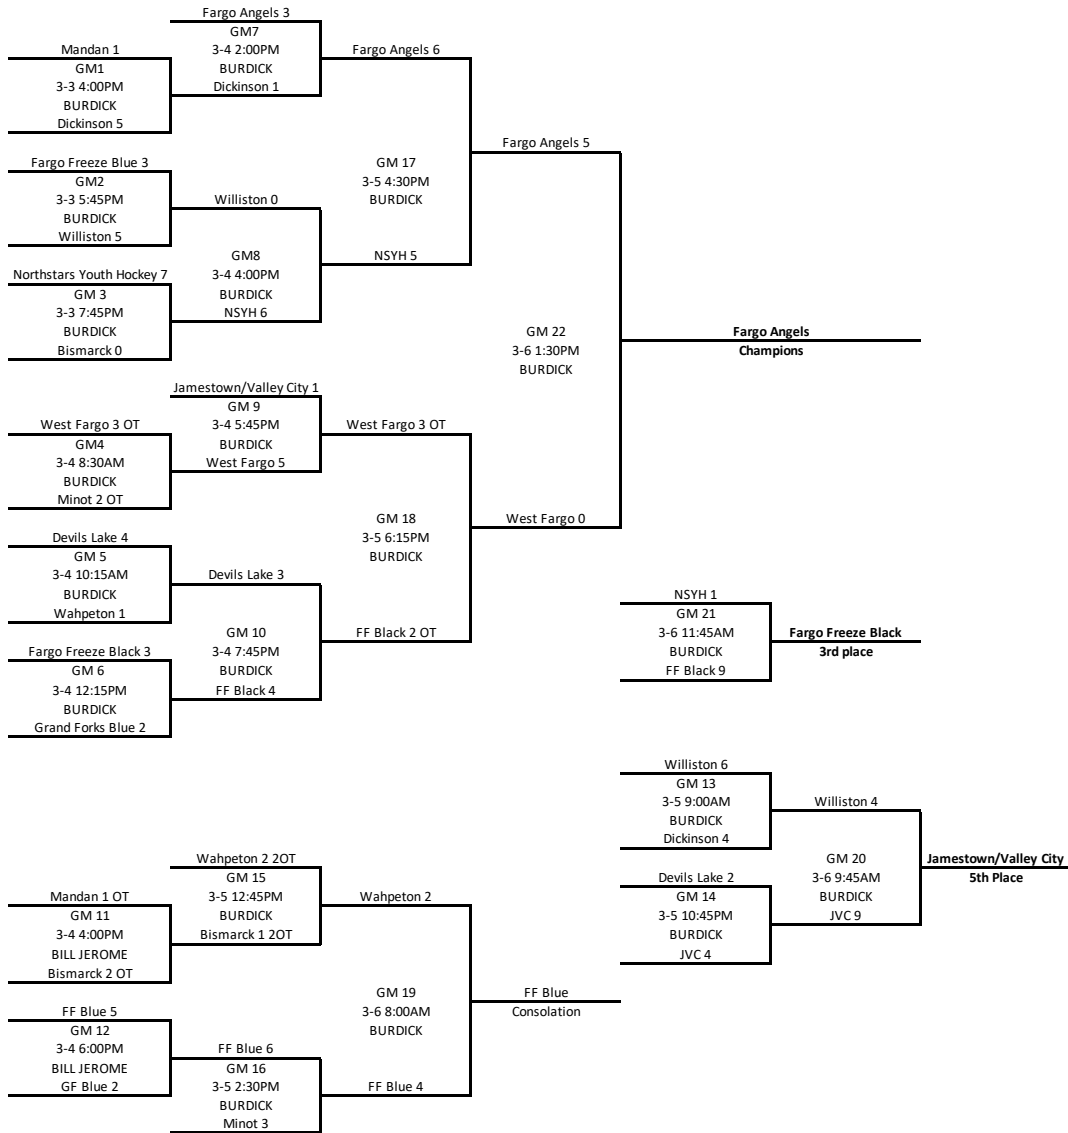 Fargo Angels 3
GM7
3-4 2:00PM
BURDICK
Dickinson 1
Mandan 1
GM1
3-3 4:00PM
BURDICK
Dickinson 5
Fargo Angels 6
GM 17
3-5 4:30PM
BURDICK
NSYH 5
Fargo Freeze Blue 3
GM2
3-3 5:45PM
BURDICK
Williston 5
Williston 0
GM8
3-4 4:00PM
BURDICK
NSYH 6
Northstars Youth Hockey 7
GM 3
3-3 7:45PM
BURDICK
Bismarck 0
Fargo Angels 5
GM 22
3-6 1:30PM
BURDICK
West Fargo 0
Fargo Angels
Champions
Jamestown/Valley City 1
GM 9
3-4 5:45PM
BURDICK
West Fargo 5
West Fargo 3 OT
GM4
3-4 8:30AM
BURDICK
Minot 2 OT
West Fargo 3 OT
GM 18
3-5 6:15PM
BURDICK
FF Black 2 OT
Devils Lake 4
GM 5
3-4 10:15AM
BURDICK
Wahpeton 1
Devils Lake 3
GM 10
3-4 7:45PM
BURDICK
FF Black 4
Fargo Freeze Black 3
GM 6
3-4 12:15PM
BURDICK
Grand Forks Blue 2
NSYH 1
GM 21
3-6 11:45AM
BURDICK
FF Black 9
Fargo Freeze Black
3rd place
Williston 6
GM 13
3-5 9:00AM
BURDICK
Dickinson 4
Williston 4
GM 20
3-6 9:45AM
BURDICK
JVC 9
Devils Lake 2
GM 14
3-5 10:45PM
BURDICK
JVC 4
Jamestown/Valley City
5th Place
Wahpeton 2 2OT
GM 15
3-5 12:45PM
BURDICK
Bismarck 1 2OT
Mandan 1 OT
GM 11
3-4 4:00PM
BILL JEROME
Bismarck 2 OT
Wahpeton 2
GM 19
3-6 8:00AM
BURDICK
FF Blue 4
FF Blue 5
GM 12
3-4 6:00PM
BILL JEROME
GF Blue 2
FF Blue 6
GM 16
3-5 2:30PM
BURDICK
Minot 3
FF Blue
Consolation